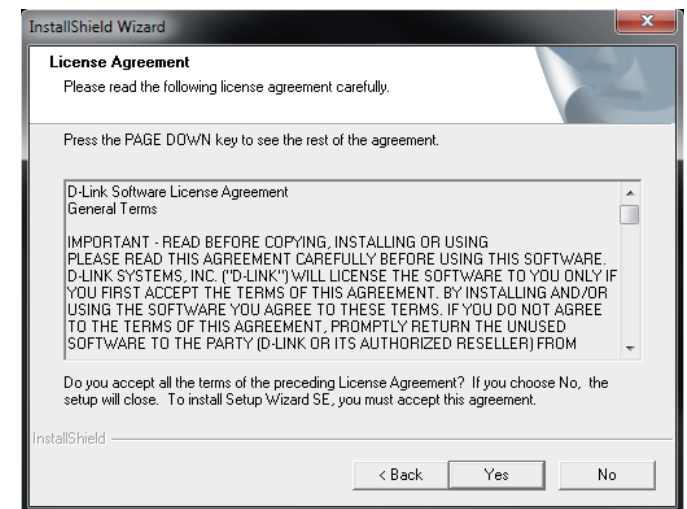 InstallShield Wizard
License Agreement
Please read the following license agreement carefully.
Press the PAGE DOWN key to see the rest of the agreement.
D-Link Software License Agreement
General Terms
IMPORTANT - READ BEFORE COPYING, INSTALLING OR USING
PLEASE READ THIS AGREEMENT CAREFULLY BEFORE USING THIS SOFTWARE.
D-LINK SYSTEMS, INC. ("D-LINK") WILL LICENSE THE SOFTWARE TO YOU ONLY IF
YOU FIRST ACCEPT THE TERMS OF THIS AGREEMENT. BY INSTALLING AND/OR
USING THE SOFTWARE YOU AGREE TO THESE TERMS. IF YOU DO NOT AGREE
TO THE TERMS OF THIS AGREEMENT, PROMPTLY RETURN THE UNUSED
SOFTWARE TO THE PARTY (D-LINK OR ITS AUTHORIZED RESELLER) FROM
Do you accept all the terms of the preceding License Agreement? If you choose No, the
setup will close. To install Setup Wizard SE, you must accept this agreement.
InstallShield
< Back
Yes
No